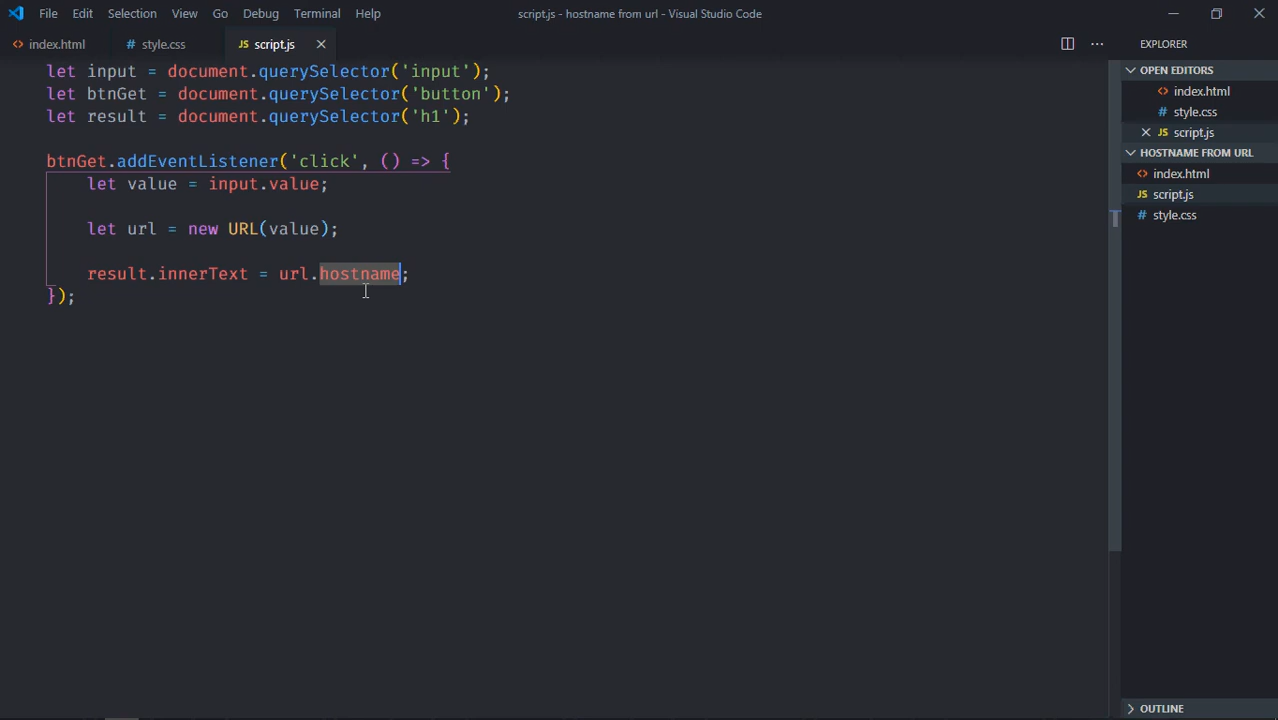 File Edit Selection View Go Debug Terminal Help script.js - hostname from url - Visual Studio Code
index.html style.css JS script.js
EXPLORER
OPEN EDITORS
index.html
style.css
JS script.js
HOSTNAME FROM URL
index.html
JS script.js
style.css
OUTLINE
let input = document.querySelector('input');
let btnGet = document.querySelector('button');
let result = document.querySelector('h1');
btnGet.addEventListener('click', () => {
let value = input.value;
let url = new URL(value);
result.innerText = url.hostname;
});